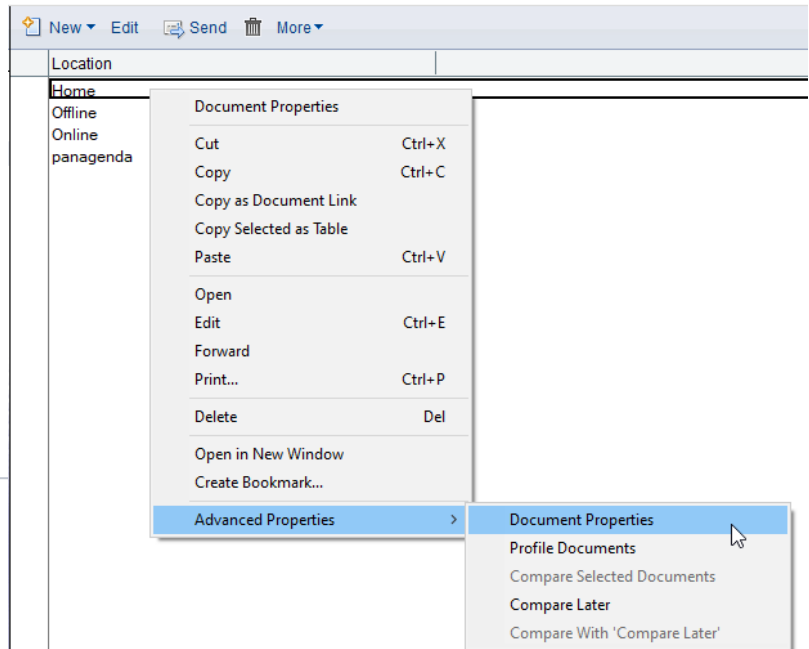 New Edit Send More
Location
Home
Offline
Online
panagenda
Document Properties
Cut Ctrl+X
Copy Ctrl+C
Copy as Document Link
Copy Selected as Table
Paste Ctrl+V
Open
Edit Ctrl+E
Forward
Print... Ctrl+P
Delete Del
Open in New Window
Create Bookmark...
Advanced Properties
Document Properties
Profile Documents
Compare Selected Documents
Compare Later
Compare With 'Compare Later'